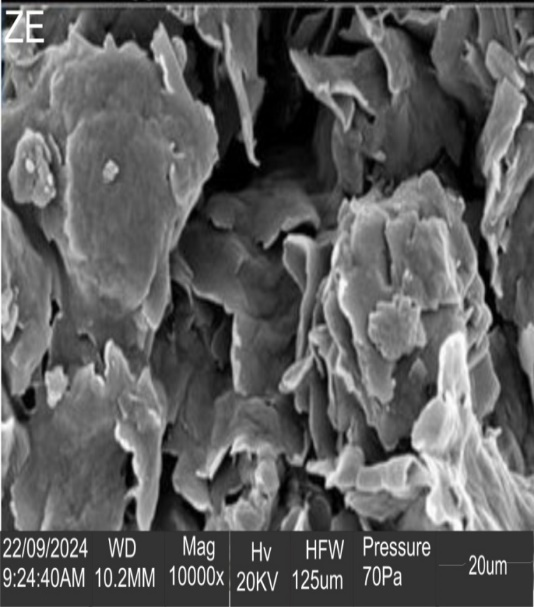 ZE
22/09/2024 WD Mag Hv HFW Pressure
9:24:40AM 10.2MM 10000x 20KV 125um 70Pa 20um